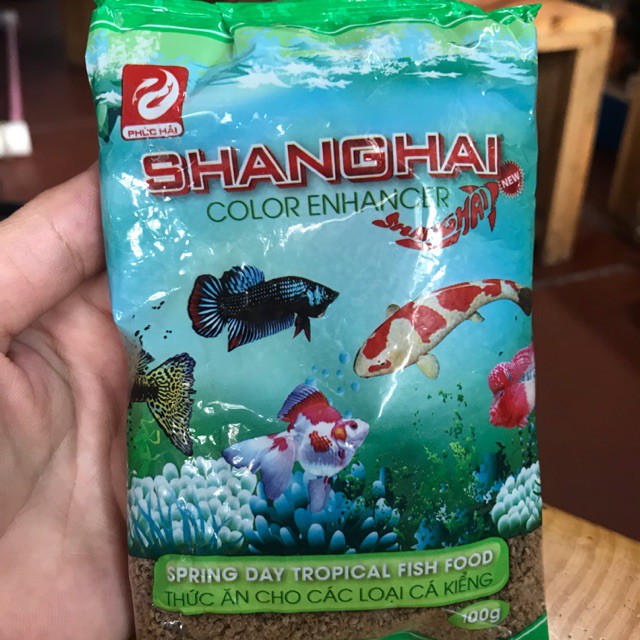 PHÚC HẢI
SHANGHAI
NEW
COLOR ENHANCER
SHANGHAI
SPRING DAY TROPICAL FISH FOOD
THỨC ĂN CHO CÁC LOẠI CÁ KIỂNG
100g